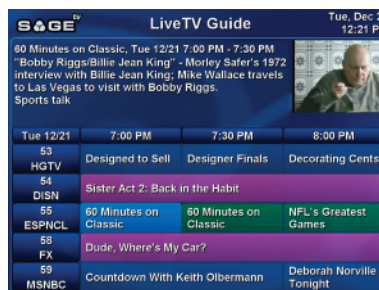 SAGE tv
LiveTV Guide
Tue, Dec 2
12:21 P
60 Minutes on Classic, Tue 12/21 7:00 PM - 7:30 PM
"Bobby Riggs/Billie Jean King" - Morley Safer's 1972
interview with Billie Jean King; Mike Wallace travels
to Las Vegas to visit with Bobby Riggs.
Sports talk
Tue 12/21
7:00 PM
7:30 PM
8:00 PM
53
HGTV
Designed to Sell
Designer Finals
Decorating Cents
54
DISN
Sister Act 2: Back in the Habit
55
ESPNCL
60 Minutes on
Classic
60 Minutes on
Classic
NFL's Greatest
Games
58
FX
Dude, Where's My Car?
59
MSNBC
Countdown With Keith Olbermann
Deborah Norville
Tonight